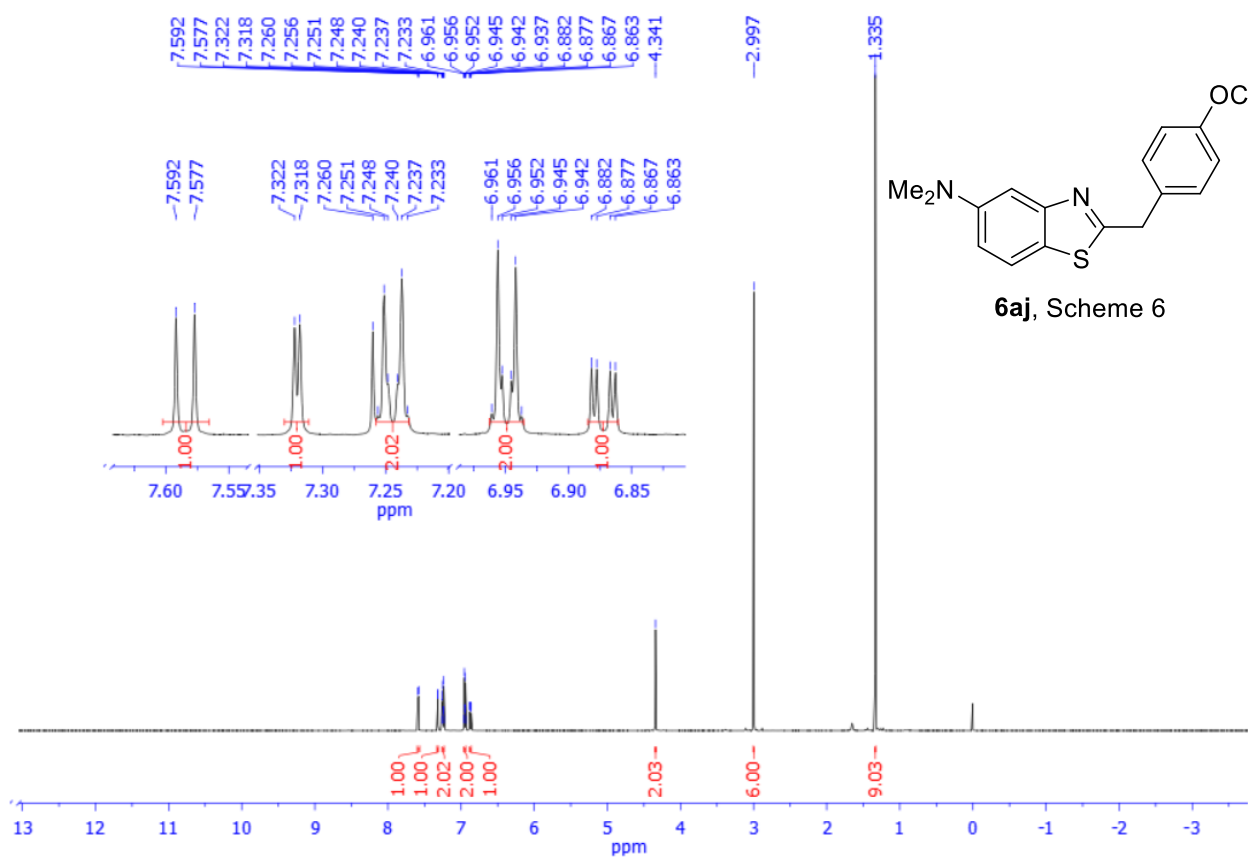 7.592 7.577 7.322 7.318 7.260 7.256 7.251 7.248 7.240 7.237 7.233 6.961 6.956 6.952 6.945 6.942 6.937 6.882 6.877 6.867 6.863 4.341 2.997 1.335
OC
7.592 7.577 7.322 7.318 7.260 7.251 7.248 7.240 7.237 7.233 6.961 6.956 6.952 6.945 6.942 6.882 6.877 6.867 6.863
Me2N
N
S
6aj, Scheme 6
1.00 1.00 2.02 2.00 1.00
7.60 7.55 7.35 7.30 7.25 7.20 6.95 6.90 6.85
ppm
1.00 1.00 2.02 2.00 1.00 2.03 6.00 9.03
13 12 11 10 9 8 7 6 5 4 3 2 1 0 -1 -2 -3
ppm